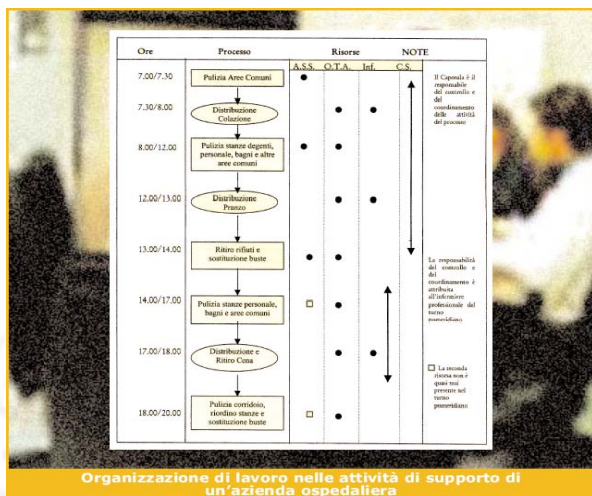 Ore Processo Risorse NOTE
A.S.S. O.T.A. Inf. C.S.
7.00/7.30 Pulizia Aree Comuni
7.30/8.00 Distribuzione
Colazione
8.00/12.00 Pulizia stanze degenti,
personale, bagni e altre
aree comuni
12.00/13.00 Distribuzione
Pranzo
13.00/14.00 Ritiro rifiuti e
sostituzione buste
14.00/17.00 Pulizia stanze personale,
bagni e aree comuni
17.00/18.00 Distribuzione e
Ritiro Cena
18.00/20.00 Pulizia corridoio,
riordino stanze e
sostituzione buste
Il Caposala è il
responsabile
del controllo e
del
coordinamento
delle attività
del processo
La responsabilità
del controllo e
del
coordinamento è
attribuita
all'infermiere
professionale del
turno
pomeridiano
La seconda
risorsa non è
quasi mai
presente nel
turno
pomeridiano
Organizzazione di lavoro nelle attività di supporto di
un'azienda ospedaliera